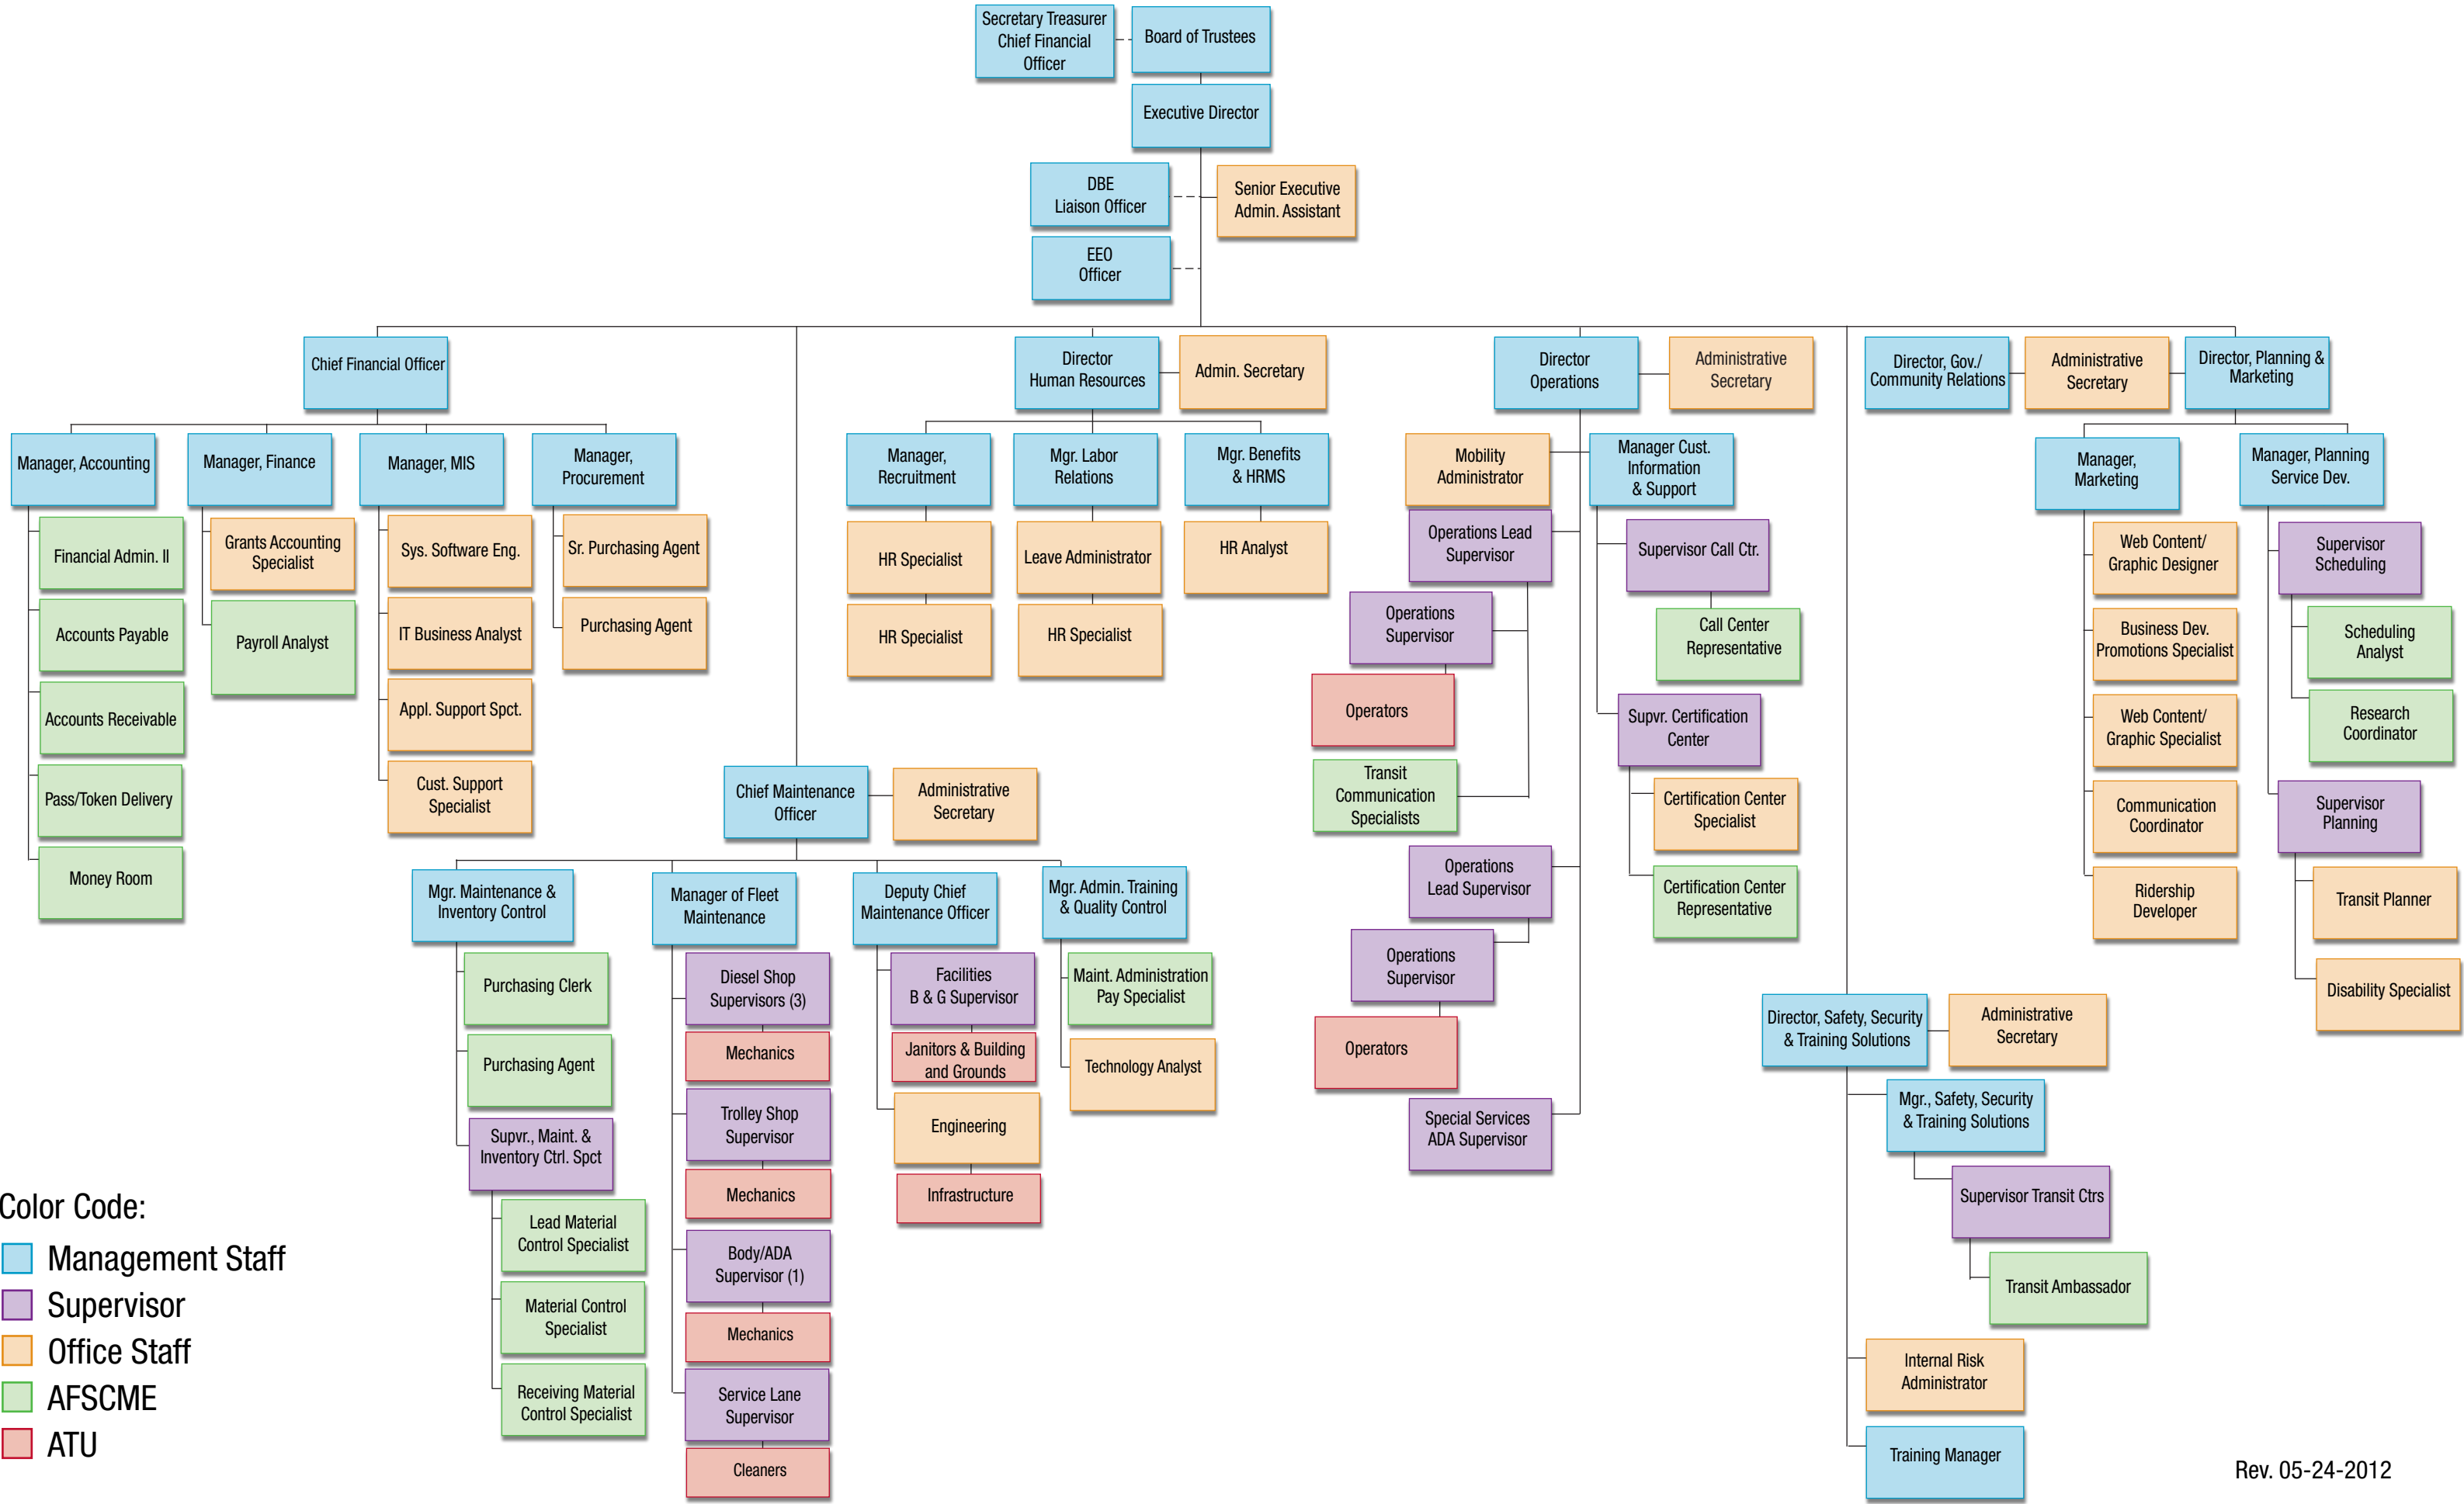 Secretary Treasurer
Chief Financial
Officer
Board of Trustees
Executive Director
DBE
Liaison Officer
Senior Executive
Admin. Assistant
EEO
Officer
Chief Financial Officer
Director
Human Resources
Admin. Secretary
Director
Operations
Administrative
Secretary
Director, Gov./
Community Relations
Administrative
Secretary
Director, Planning &
Marketing
Manager, Accounting
Financial Admin. II
Accounts Payable
Accounts Receivable
Pass/Token Delivery
Money Room
Manager, Finance
Grants Accounting
Specialist
Payroll Analyst
Manager, MIS
Sys. Software Eng.
IT Business Analyst
Appl. Support Spct.
Cust. Support
Specialist
Manager,
Procurement
Sr. Purchasing Agent
Purchasing Agent
Manager,
Recruitment
HR Specialist
HR Specialist
Mgr. Labor
Relations
Leave Administrator
HR Specialist
Mgr. Benefits
& HRMS
HR Analyst
Mobility
Administrator
Manager Cust.
Information
& Support
Operations Lead
Supervisor
Operations
Supervisor
Operators
Transit
Communication
Specialists
Operations
Lead Supervisor
Operations
Supervisor
Operators
Special Services
ADA Supervisor
Supervisor Call Ctr.
Call Center
Representative
Supvr. Certification
Center
Certification Center
Specialist
Certification Center
Representative
Manager,
Marketing
Web Content/
Graphic Designer
Business Dev.
Promotions Specialist
Web Content/
Graphic Specialist
Communication
Coordinator
Ridership
Developer
Manager, Planning
Service Dev.
Supervisor
Scheduling
Scheduling
Analyst
Research
Coordinator
Supervisor
Planning
Transit Planner
Disability Specialist
Chief Maintenance
Officer
Administrative
Secretary
Mgr. Maintenance &
Inventory Control
Purchasing Clerk
Purchasing Agent
Supvr., Maint. &
Inventory Ctrl. Spct
Lead Material
Control Specialist
Material Control
Specialist
Receiving Material
Control Specialist
Manager of Fleet
Maintenance
Diesel Shop
Supervisors (3)
Mechanics
Trolley Shop
Supervisor
Mechanics
Body/ADA
Supervisor (1)
Mechanics
Service Lane
Supervisor
Cleaners
Deputy Chief
Maintenance Officer
Facilities
B & G Supervisor
Janitors & Building
and Grounds
Engineering
Infrastructure
Mgr. Admin. Training
& Quality Control
Maint. Administration
Pay Specialist
Technology Analyst
Director, Safety, Security
& Training Solutions
Administrative
Secretary
Mgr., Safety, Security
& Training Solutions
Supervisor Transit Ctrs
Transit Ambassador
Internal Risk
Administrator
Training Manager
Color Code:
Management Staff
Supervisor
Office Staff
AFSCME
ATU
Rev. 05-24-2012